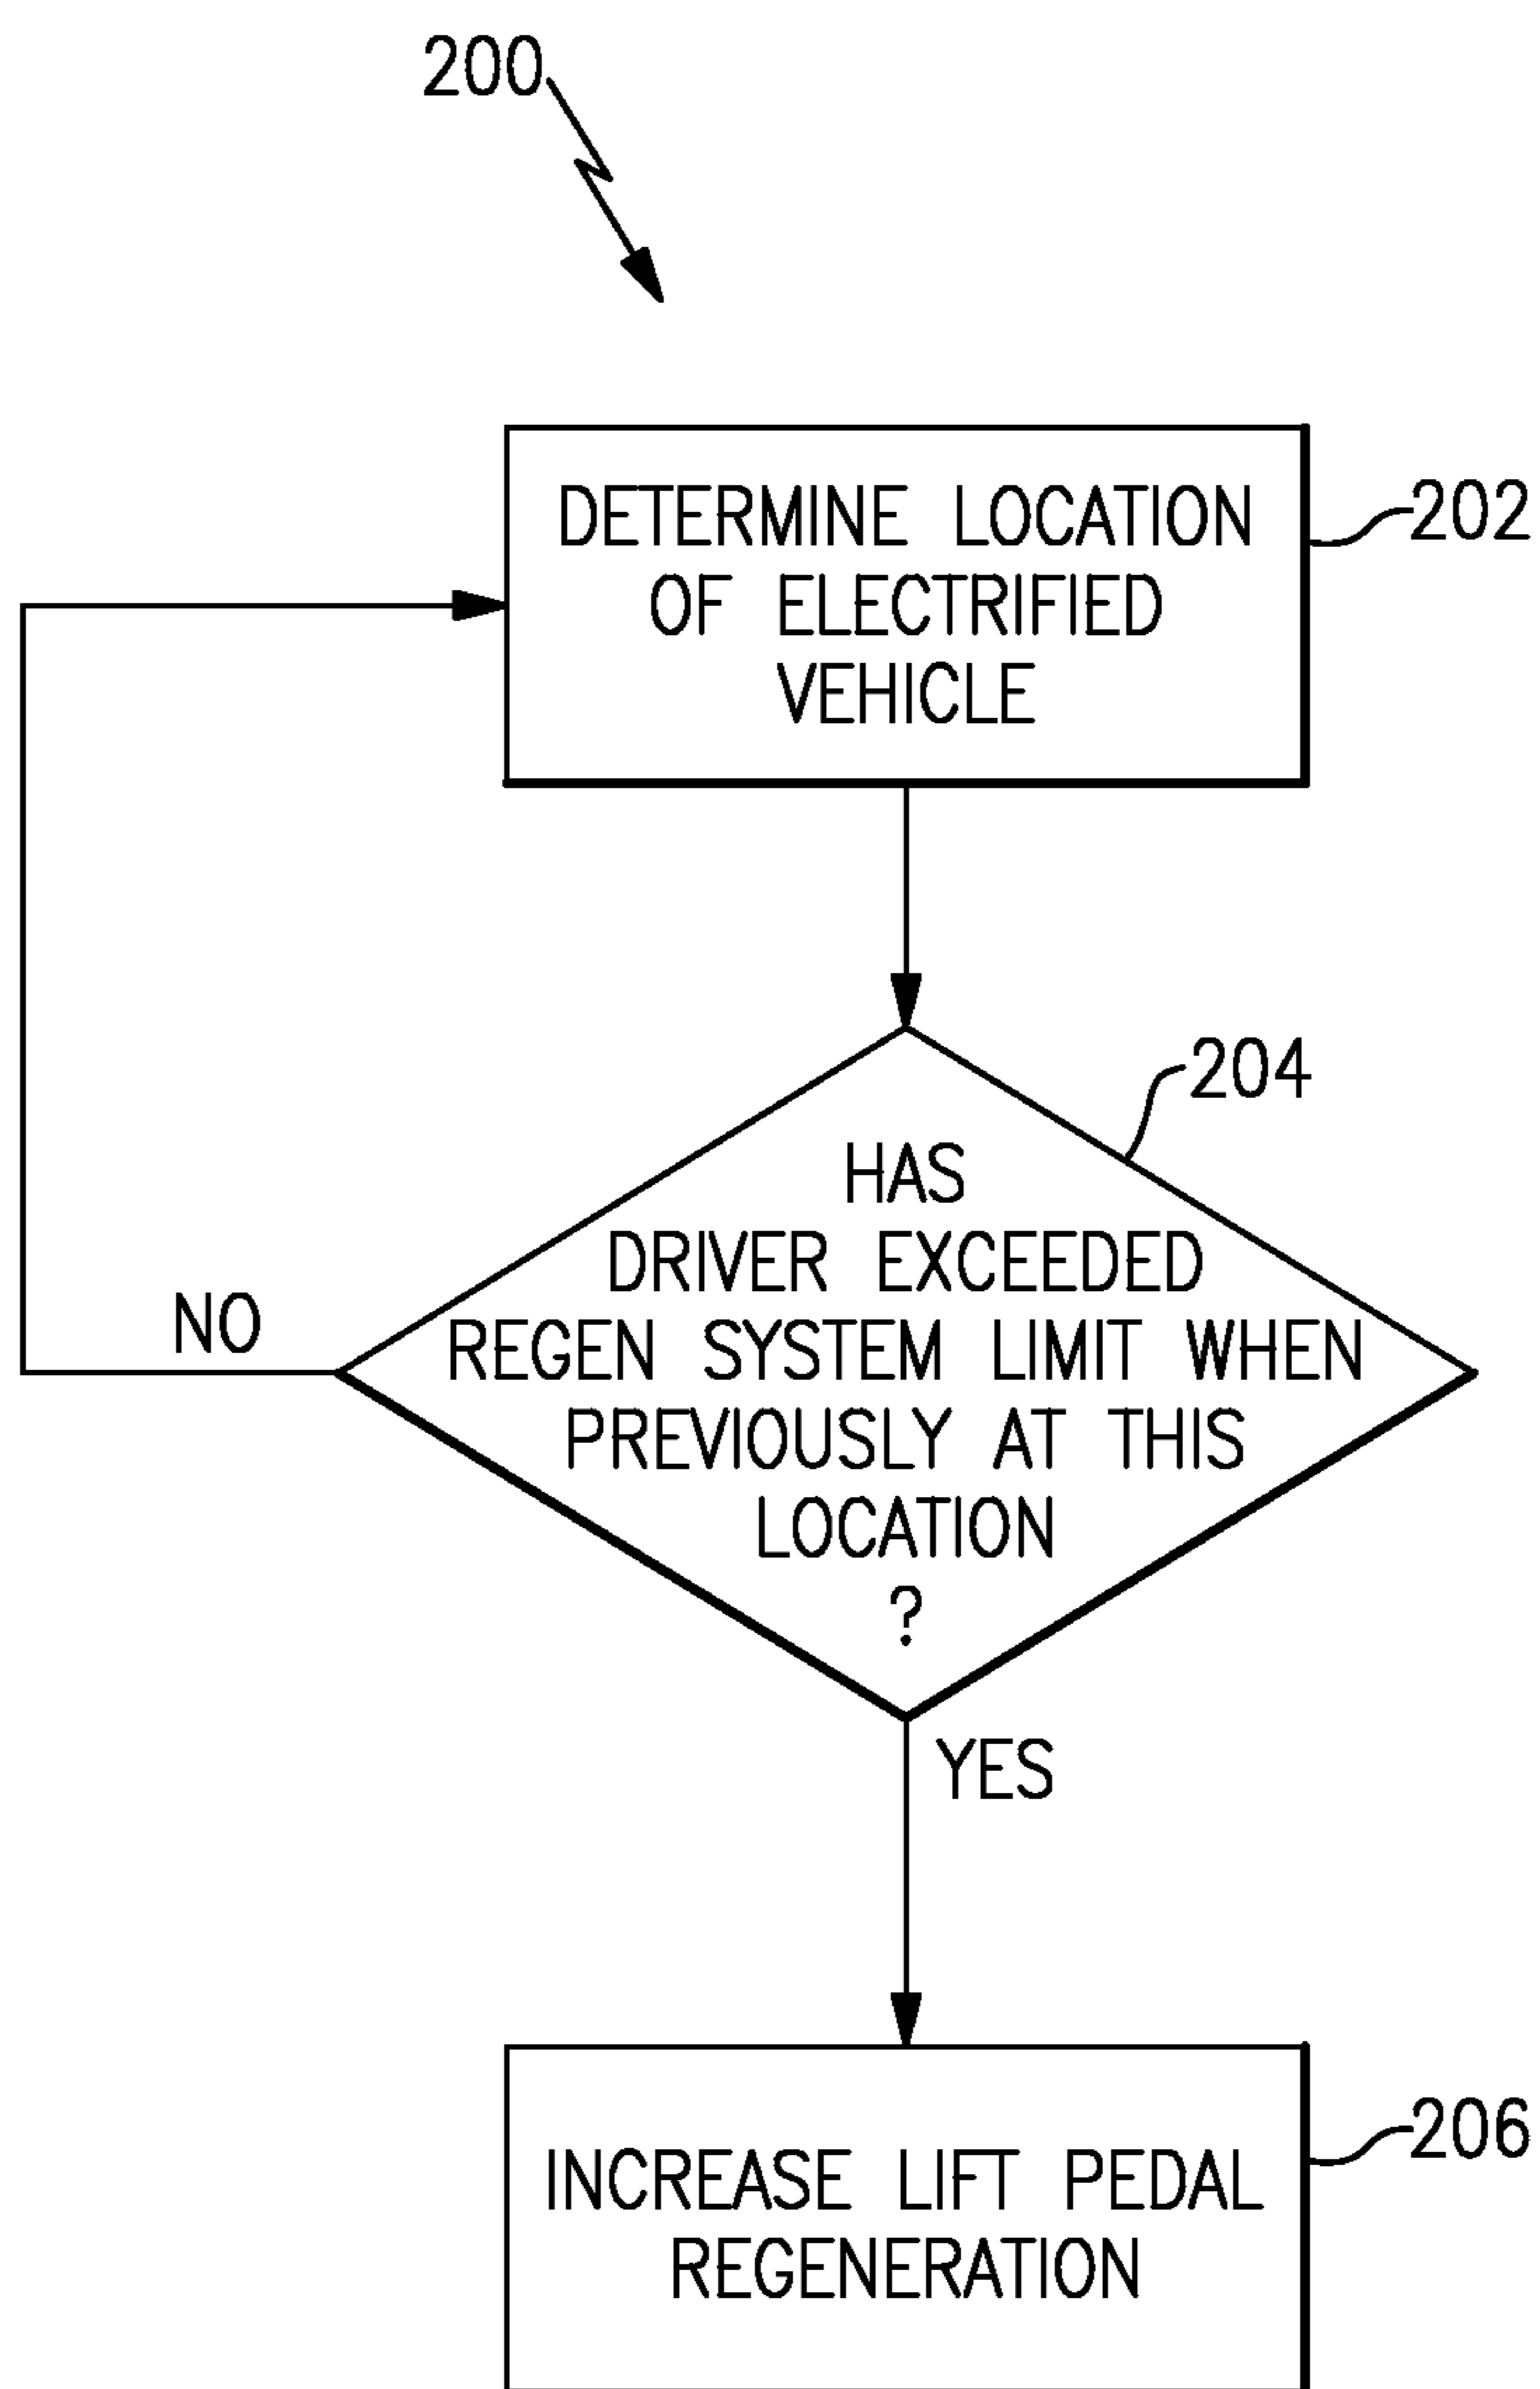 200
DETERMINE LOCATION
OF ELECTRIFIED
VEHICLE
202
204
HAS
DRIVER EXCEEDED
REGEN SYSTEM LIMIT WHEN
PREVIOUSLY AT THIS
LOCATION
?
NO
YES
INCREASE LIFT PEDAL
REGENERATION
206